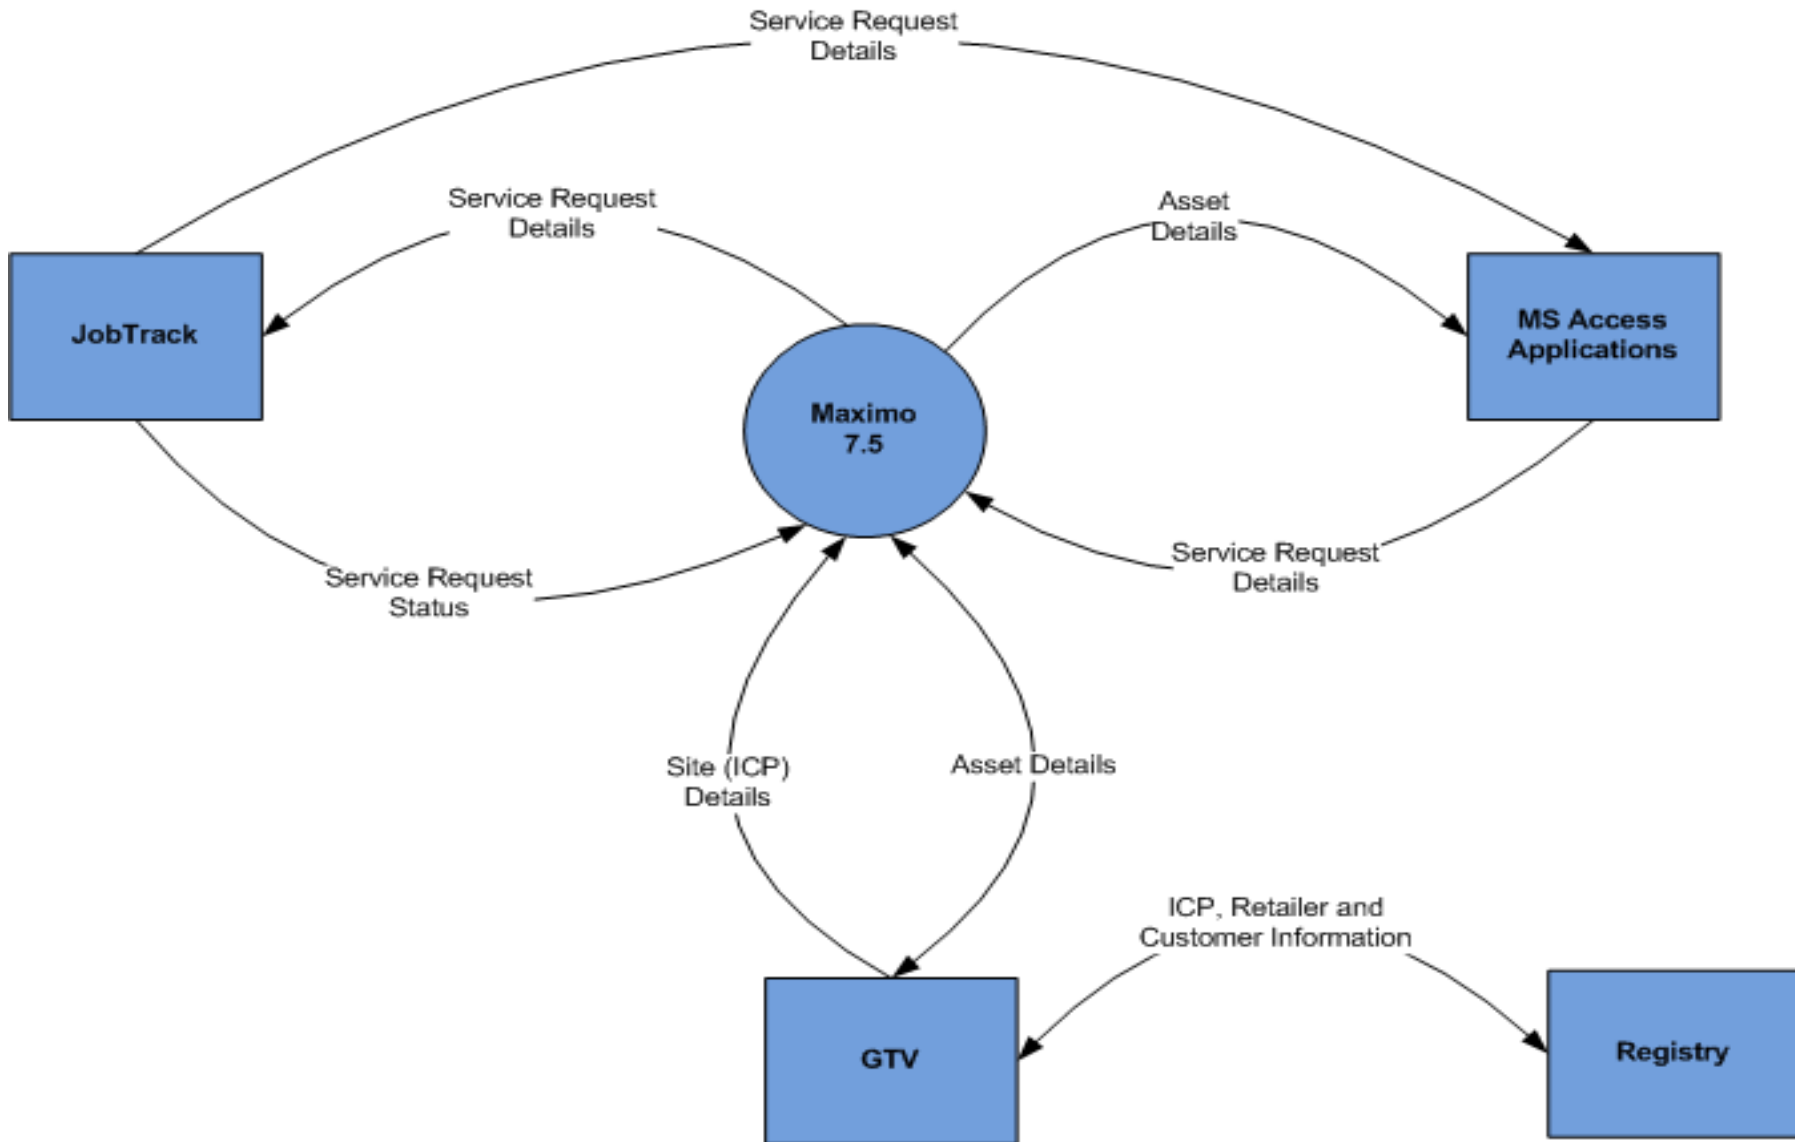 Service Request
Details
Service Request
Details
Asset
Details
JobTrack
MS Access
Applications
Maximo
7.5
Service Request
Status
Service Request
Details
Site (ICP)
Details
Asset Details
ICP, Retailer and
Customer Information
GTV
Registry